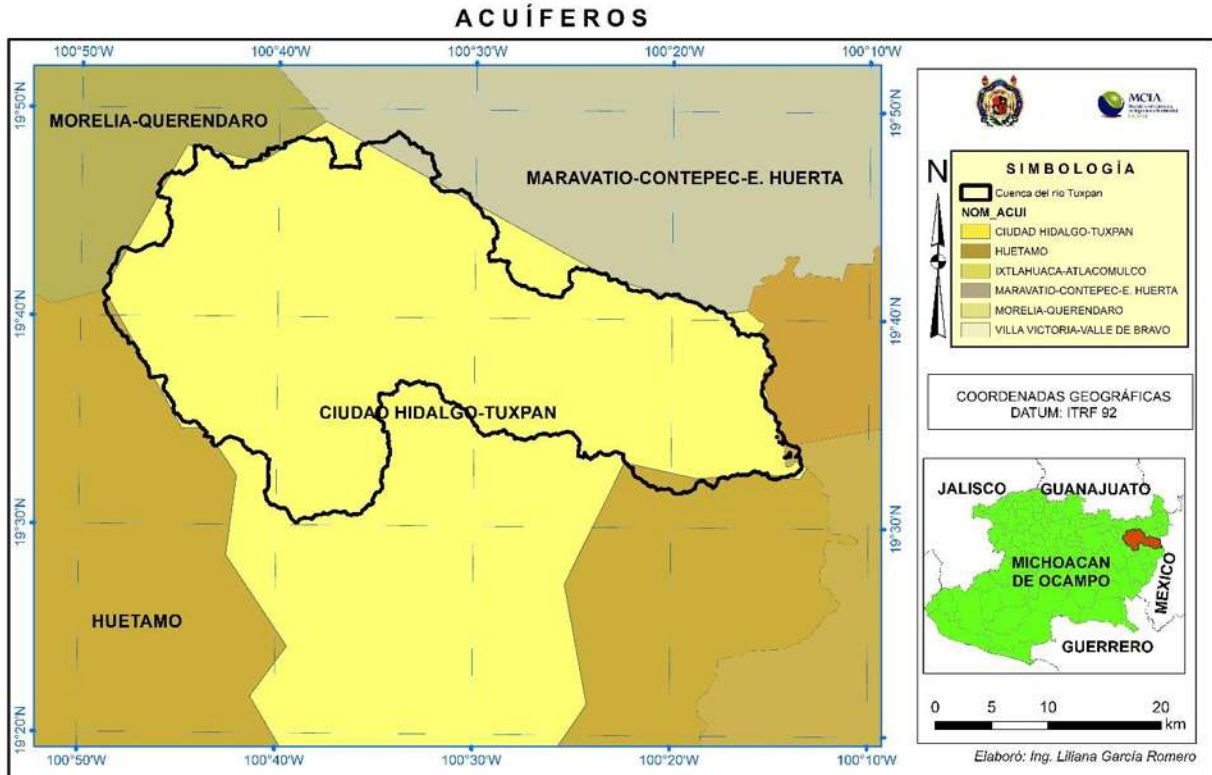 ACUÍFEROS
100°50'W
100°40'W
100°30'W
100°20'W
100°10'W
19°50'N
19°40'N
19°30'N
19°20'N
MORELIA-QUERENDARO
MARAVATIO-CONTEPEC-E. HUERTA
CIUDAD HIDALGO-TUXPAN
HUETAMO
19°50'N
19°40'N
19°30'N
100°50'W
100°40'W
100°30'W
100°20'W
100°10'W
MCIA
N
SIMBOLOGÍA
Cuenca del río Tuxpan
NOM_ACUI
CIUDAD HIDALGO-TUXPAN
HUETAMO
IXTLAHUACA-ATLACOMULCO
MARAVATIO-CONTEPEC-E. HUERTA
MORELIA-QUERENDARO
VILLA VICTORIA-VALLE DE BRAVO
COORDENADAS GEOGRÁFICAS
DATUM: ITRF 92
JALISCO
GUANAJUATO
MICHOACAN
DE OCAMPO
MEXICO
GUERRERO
0 5 10 20
km
Elaboró: Ing. Liliana García Romero